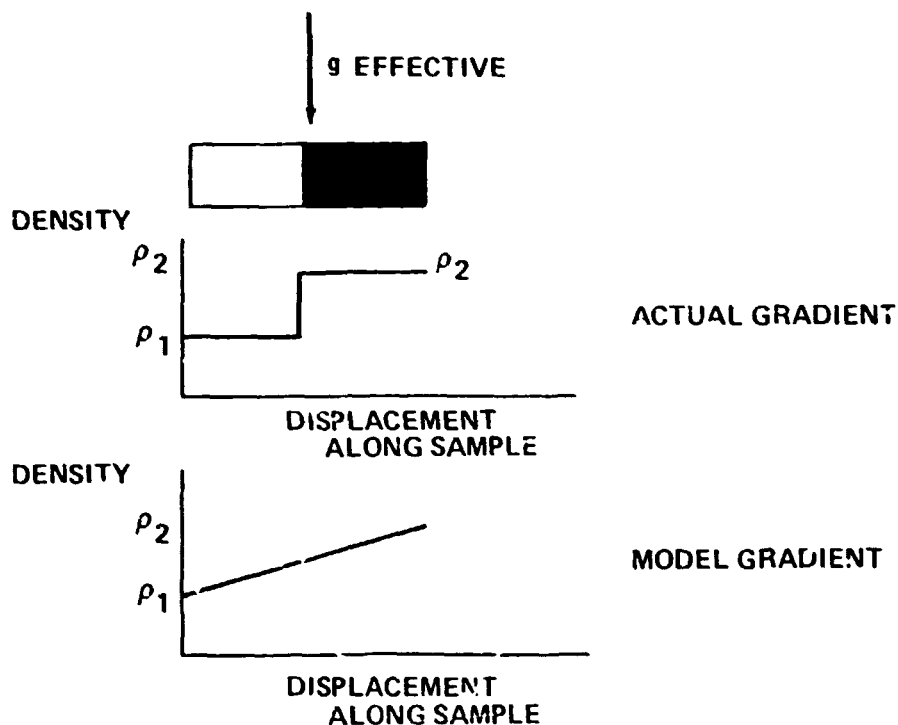 g EFFECTIVE
DENSITY
ρ2
ρ2
ρ1
ACTUAL GRADIENT
DISPLACEMENT
ALONG SAMPLE
DENSITY
ρ2
ρ1
MODEL GRADIENT
DISPLACEMENT
ALONG SAMPLE